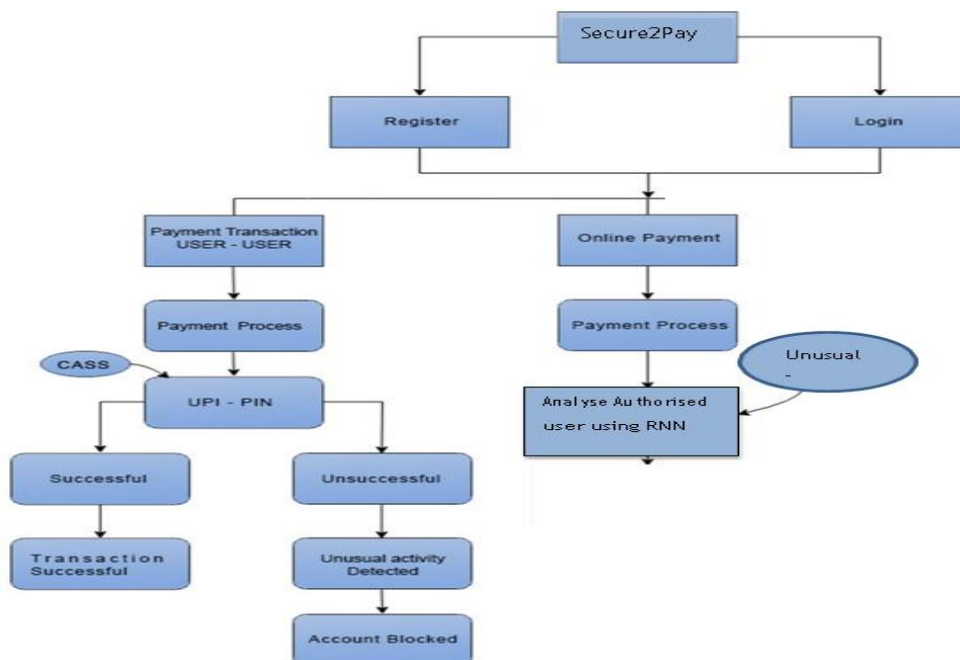 Secure2Pay
Register
Login
Payment Transaction
USER - USER
Online Payment
Payment Process
Payment Process
CASS
Unusual
-
UPI - PIN
Analyse Authorised
user using RNN
Successful
Unsuccessful
Transaction
Successful
Unusual activity
Detected
Account Blocked